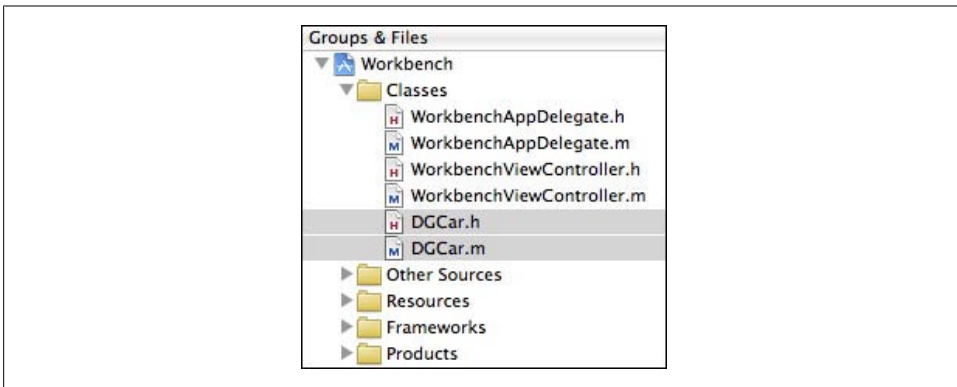 Groups & Files
Workbench
Classes
H WorkbenchAppDelegate.h
M WorkbenchAppDelegate.m
H WorkbenchViewController.h
M WorkbenchViewController.m
H DGCar.h
M DGCar.m
Other Sources
Resources
Frameworks
Products